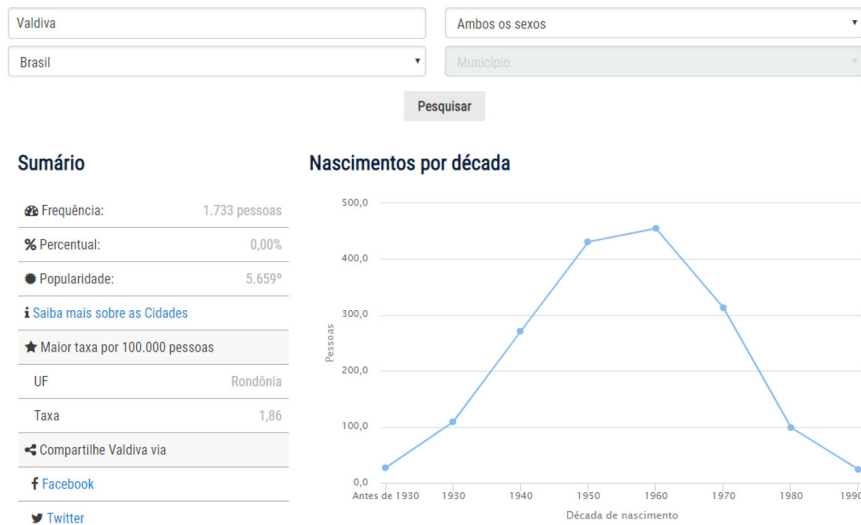 Valdiva
Ambos os sexos
Brasil
Município
Pesquisar
Sumário
Frequência: 1.733 pessoas
Percentual: 0,00%
Popularidade: 5.659º
Saiba mais sobre as Cidades
Maior taxa por 100.000 pessoas
UF Rondônia
Taxa 1,86
Compartilhe Valdiva via
Facebook
Twitter
Nascimentos por década
500,0
400,0
300,0
200,0
100,0
0,0
Pessoas
Antes de 1930 1930 1940 1950 1960 1970 1980 1990
Década de nascimento